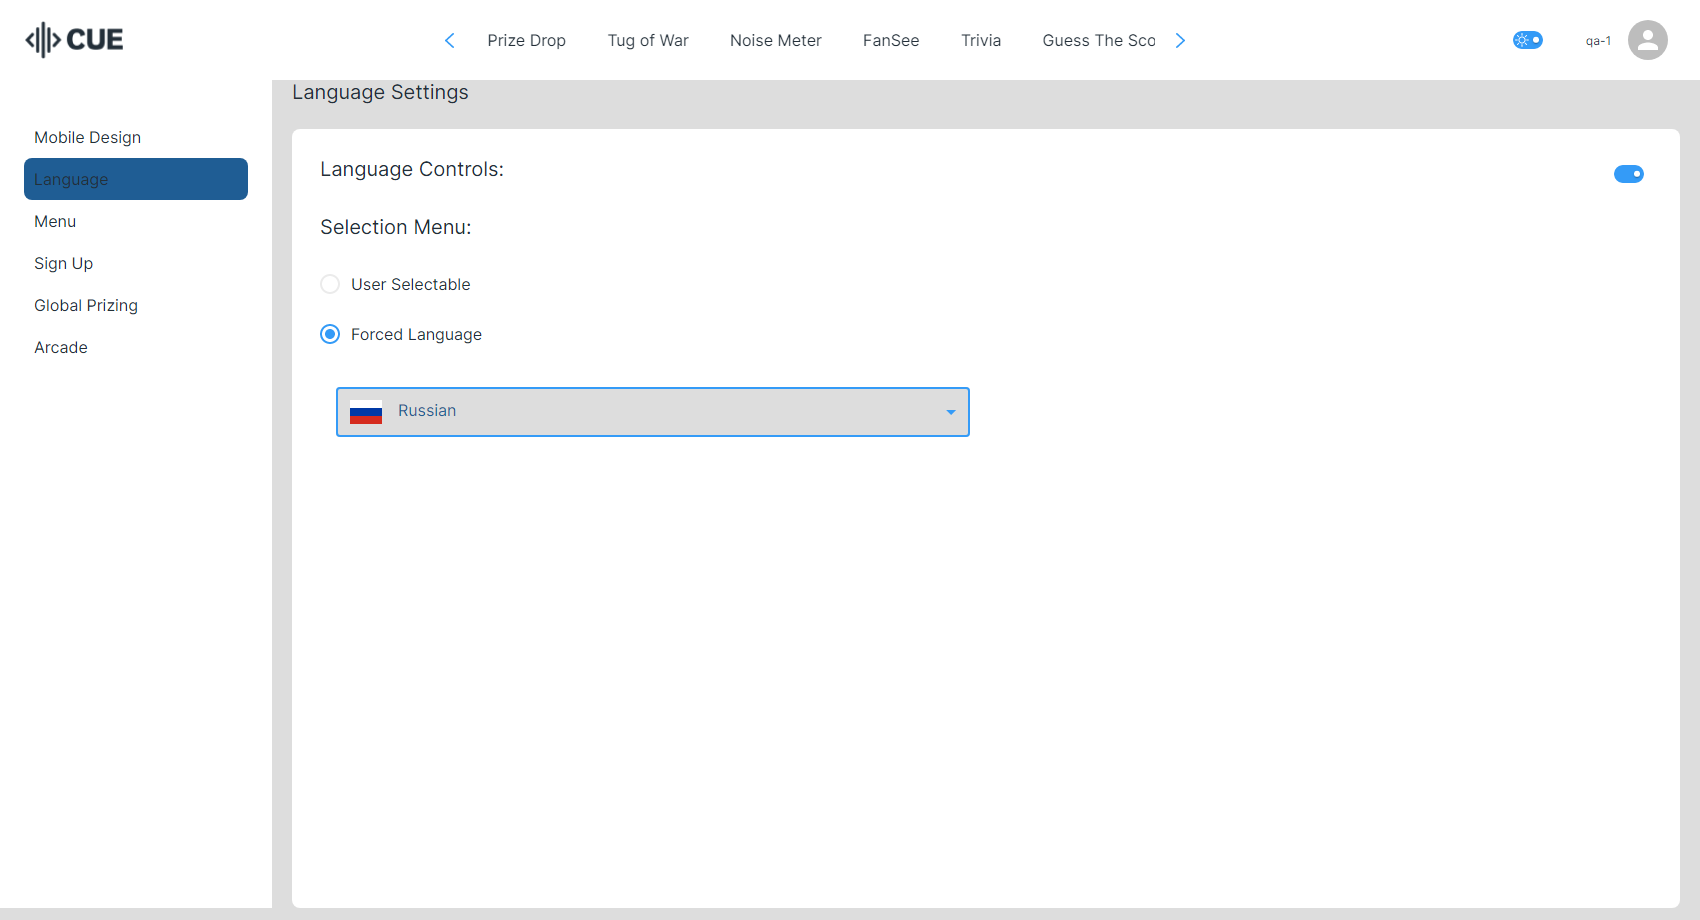 CUE
Prize Drop
Tug of War
Noise Meter
FanSee
Trivia
Guess The Sco
qa-1
Mobile Design
Language
Menu
Sign Up
Global Prizing
Arcade
Language Settings
Language Controls:
Selection Menu:
User Selectable
Forced Language
Russian